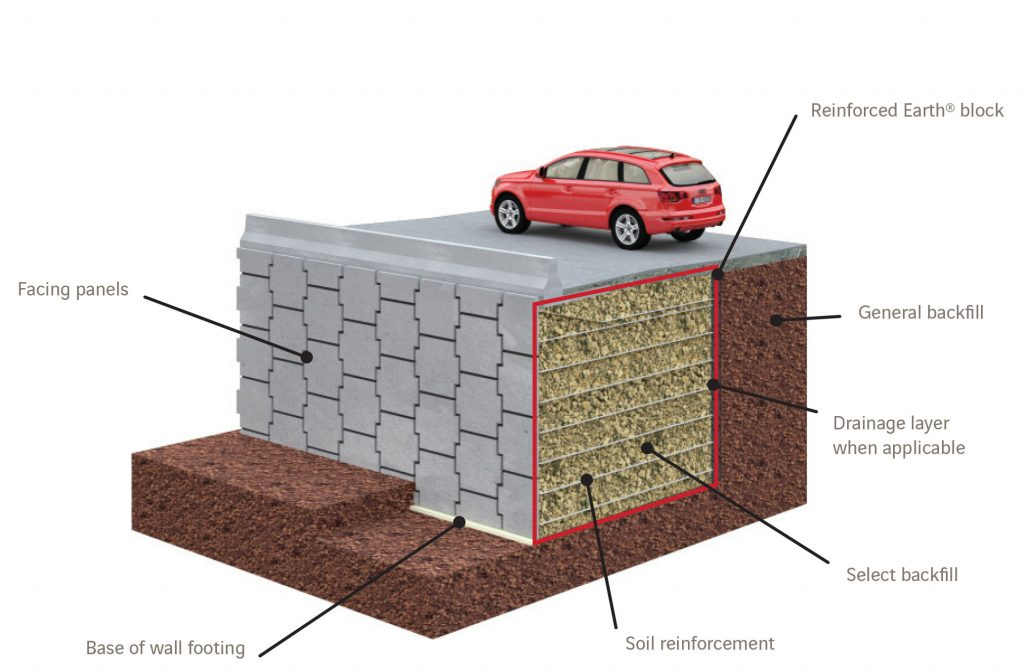 Reinforced Earth® block
Facing panels
General backfill
Drainage layer
when applicable
Select backfill
Soil reinforcement
Base of wall footing